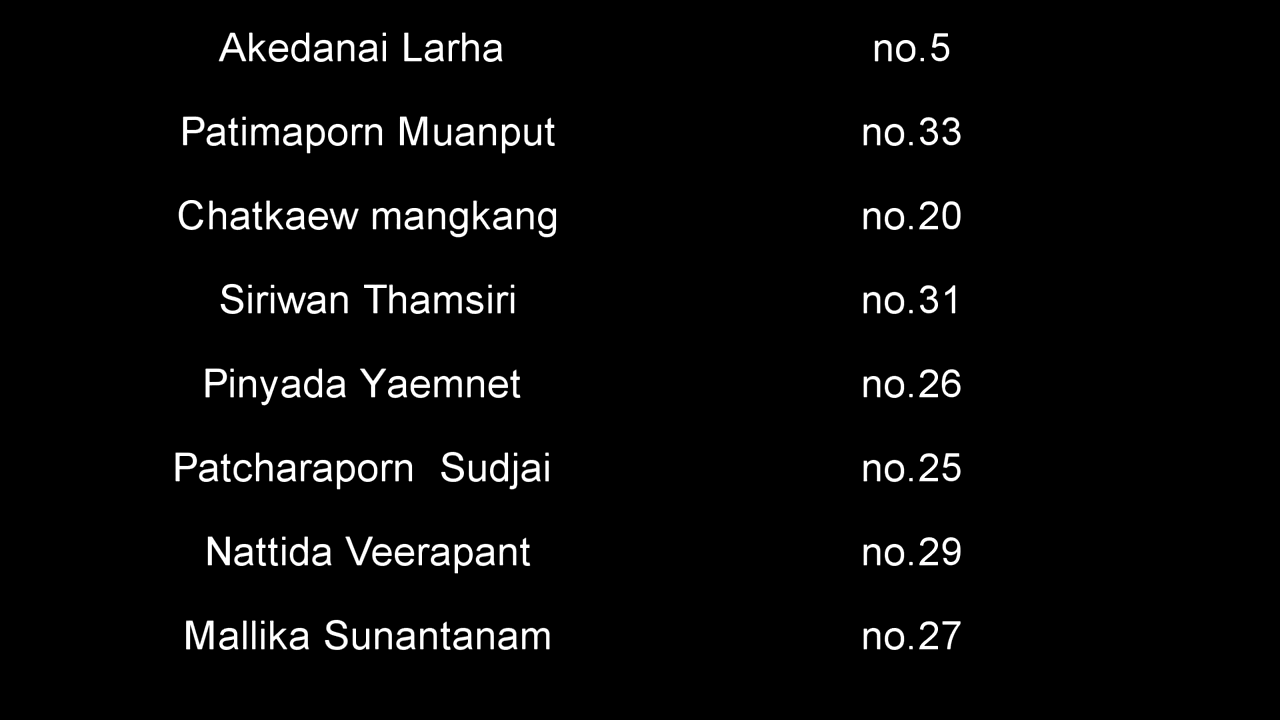 Akedanai Larha no.5
Patimaporn Muanput no.33
Chatkaew mangkang no.20
Siriwan Thamsiri no.31
Pinyada Yaemnet no.26
Patcharaporn  Sudjai no.25
Nattida Veerapant no.29
Mallika Sunantanam no.27